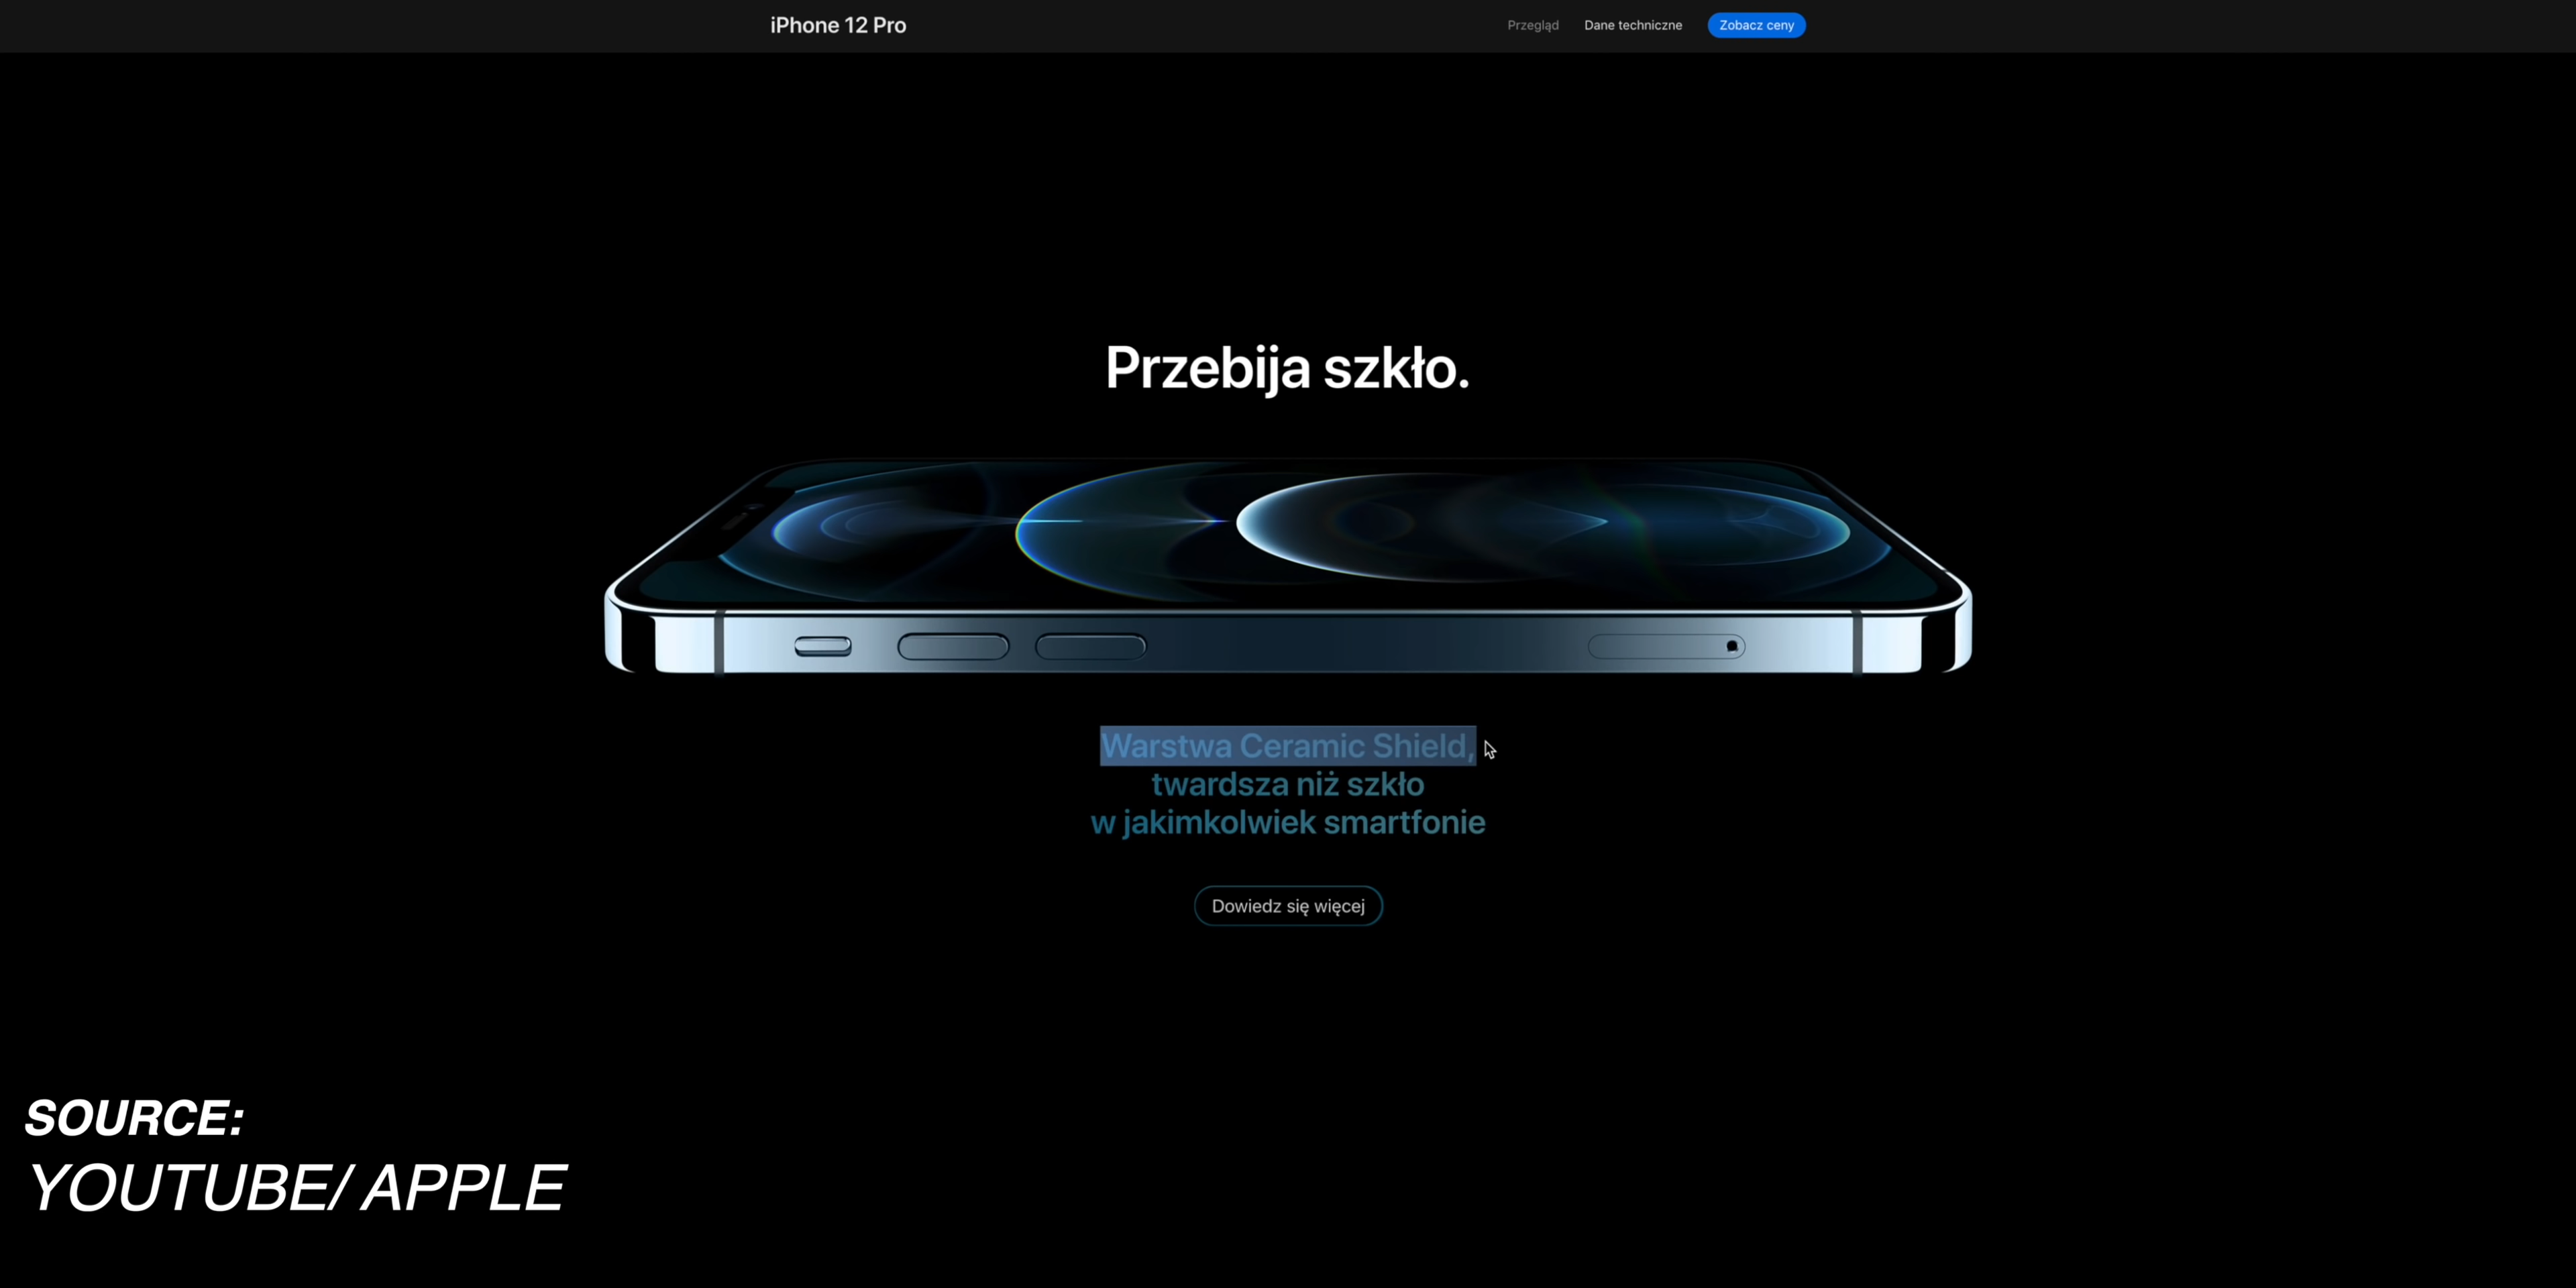 iPhone 12 Pro
Przegląd
Dane techniczne
Zobacz ceny
Przebija szkło.
Warstwa Ceramic Shield,
twardsza niż szkło
w jakimkolwiek smartfonie
Dowiedz się więcej
SOURCE:
YOUTUBE/ APPLE